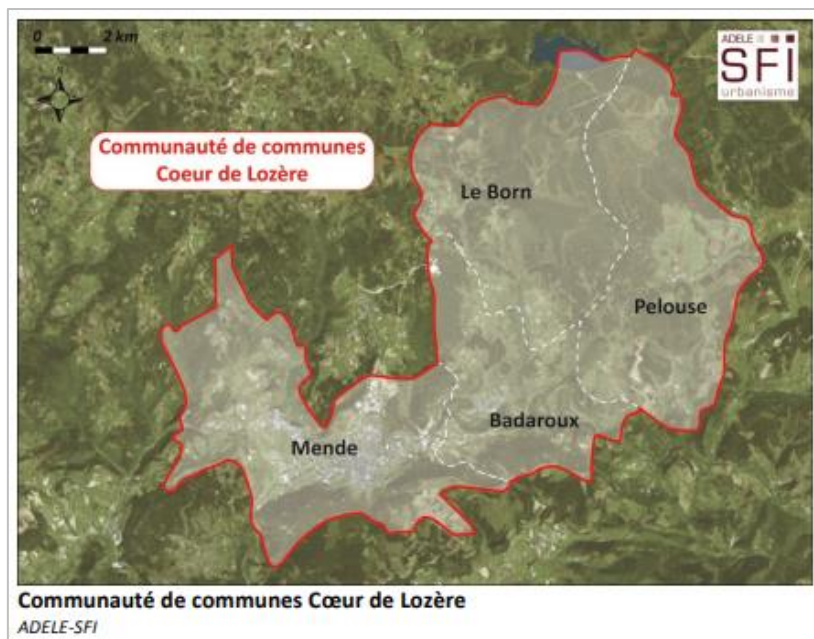 0 2 km
ADELE
SFI
urbanisme
Communauté de communes
Coeur de Lozère
Le Born
Pelouse
Badaroux
Mende
Communauté de communes Cœur de Lozère
ADELE-SFI